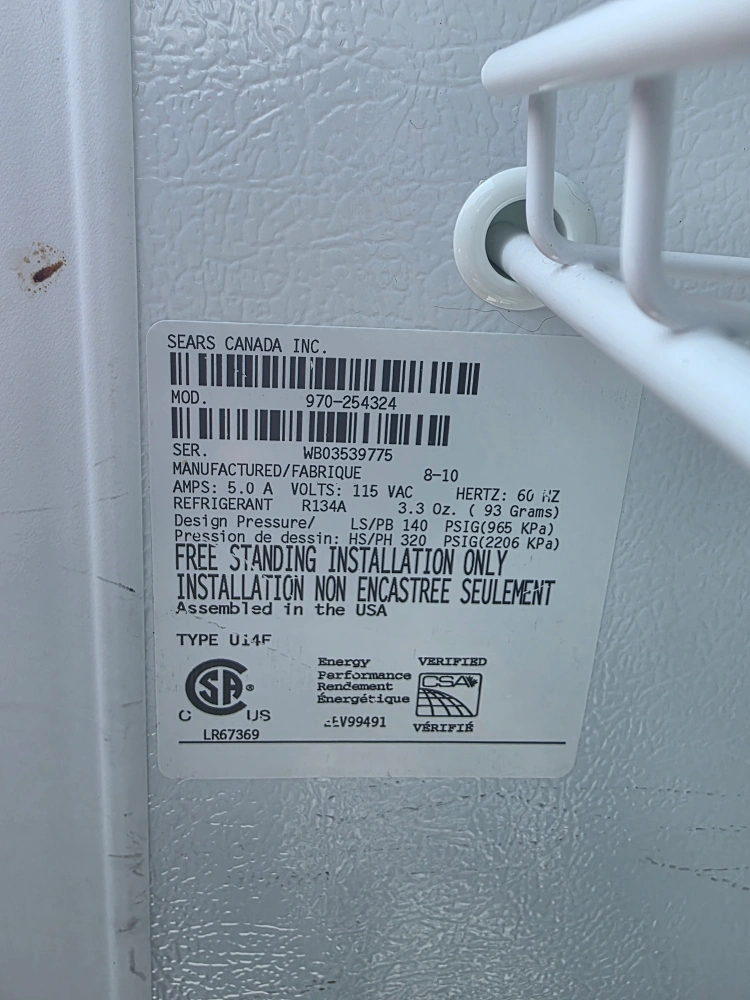 SEARS CANADA INC.
MOD. 970-254324
SER. WB03539775
MANUFACTURED/FABRIQUE 8-10
AMPS: 5.0 A VOLTS: 115 VAC HERTZ: 60 HZ
REFRIGERANT R134A 3.3 Oz. ( 93 Grams)
Design Pressure/ LS/PB 140 PSIG(965 KPa)
Pression de dessin: HS/PH 320 PSIG(2206 KPa)
FREE STANDING INSTALLATION ONLY
INSTALLATION NON ENCASTREE SEULEMENT
Assembled in the USA
TYPE
SA
C US
LR67369
Energy
Performance
Rendement
Énergétique
VERIFIED
CSA
VÉRIFIÉ